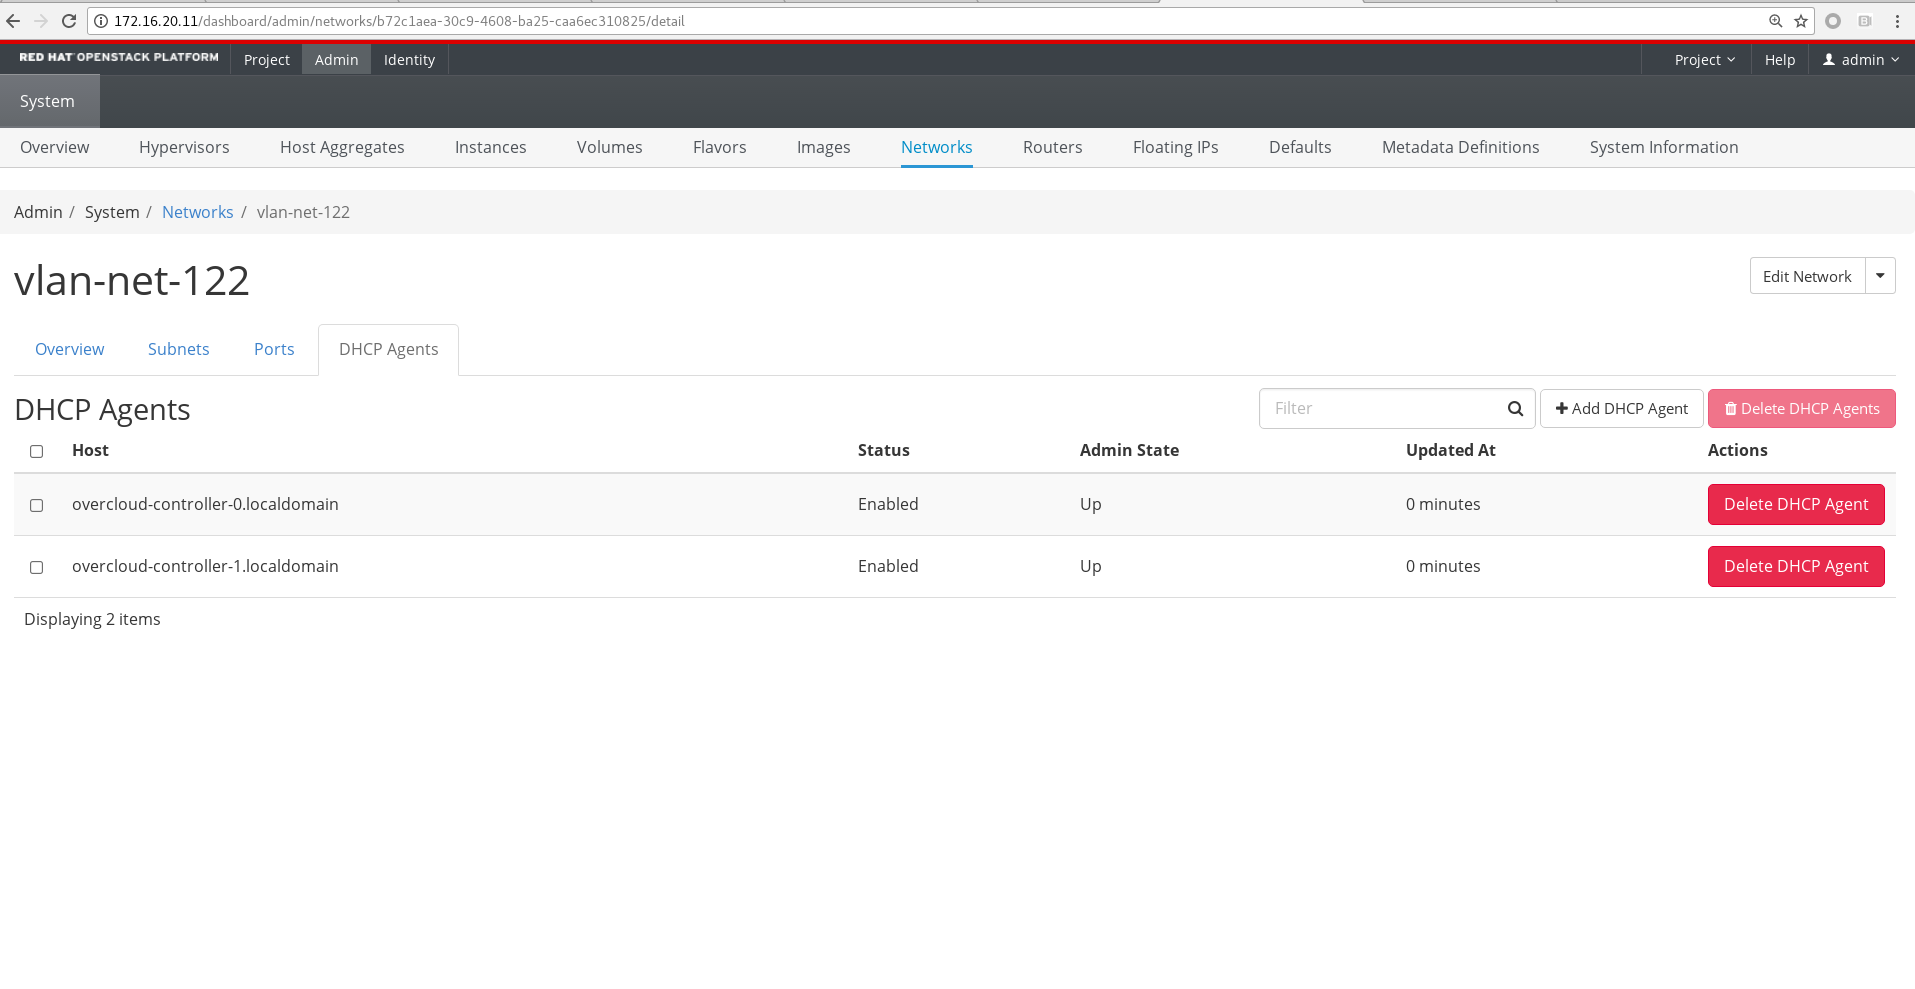 172.16.20.11/dashboard/admin/networks/b72c1aea-30c9-4608-ba25-caa6ec310825/detail
RED HAT OPENSTACK PLATFORM Project Admin Identity Project Help admin
System
Overview Hypervisors Host Aggregates Instances Volumes Flavors Images Networks Routers Floating IPs Defaults Metadata Definitions System Information
Admin / System / Networks / vlan-net-122
vlan-net-122
Edit Network
Overview Subnets Ports DHCP Agents
DHCP Agents
Filter
Add DHCP Agent
Delete DHCP Agents
Host Status Admin State Updated At Actions
overcloud-controller-0.localdomain Enabled Up 0 minutes Delete DHCP Agent
overcloud-controller-1.localdomain Enabled Up 0 minutes Delete DHCP Agent
Displaying 2 items